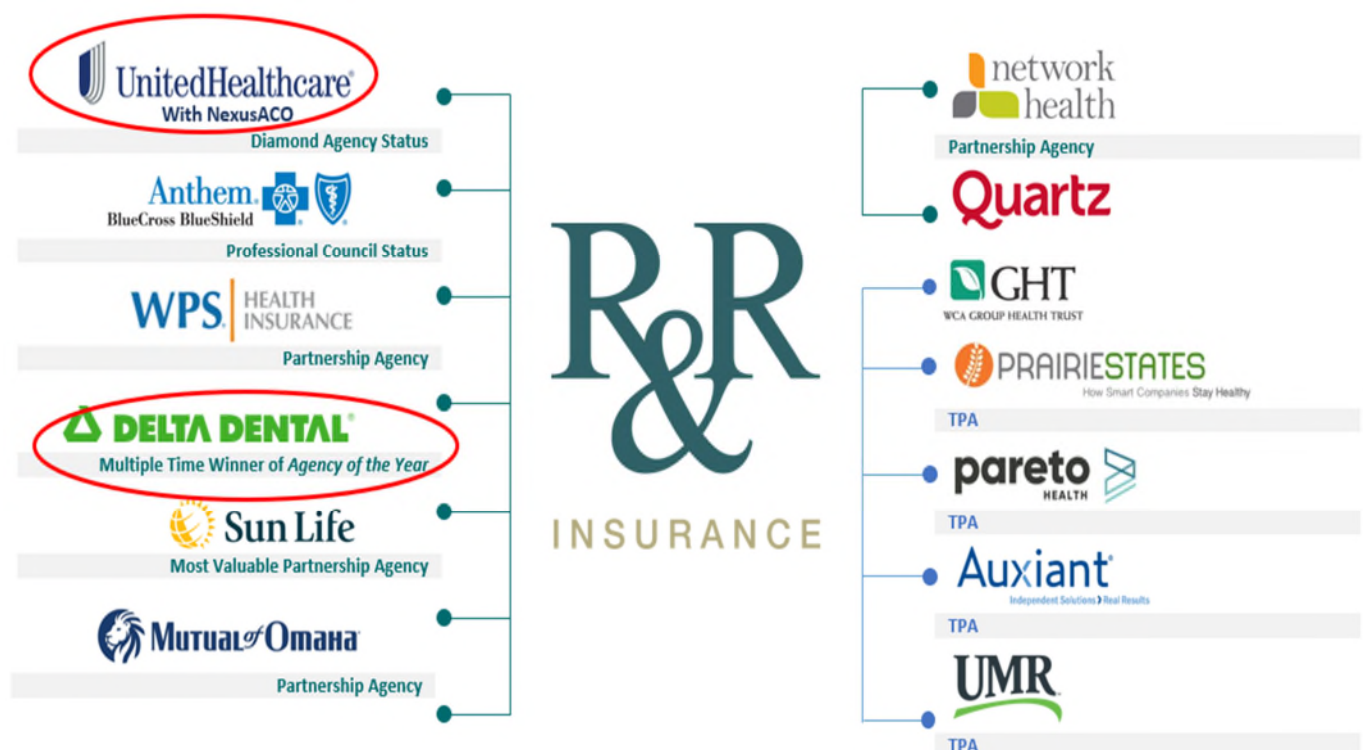 UnitedHealthcare®
With NexusACO
Diamond Agency Status
Anthem.
BlueCross BlueShield
Professional Council Status
WPS.
HEALTH
INSURANCE
Partnership Agency
DELTA DENTAL®
Multiple Time Winner of Agency of the Year
Sun Life
Most Valuable Partnership Agency
Mutual of Omaha
Partnership Agency
R&R
INSURANCE
network
health
Partnership Agency
Quartz
GHT
WCA GROUP HEALTH TRUST
PRAIRIESTATES
How Smart Companies Stay Healthy
TPA
pareto
HEALTH
TPA
Auxiant
Independent Solutions Real Results
TPA
UMR
TPA